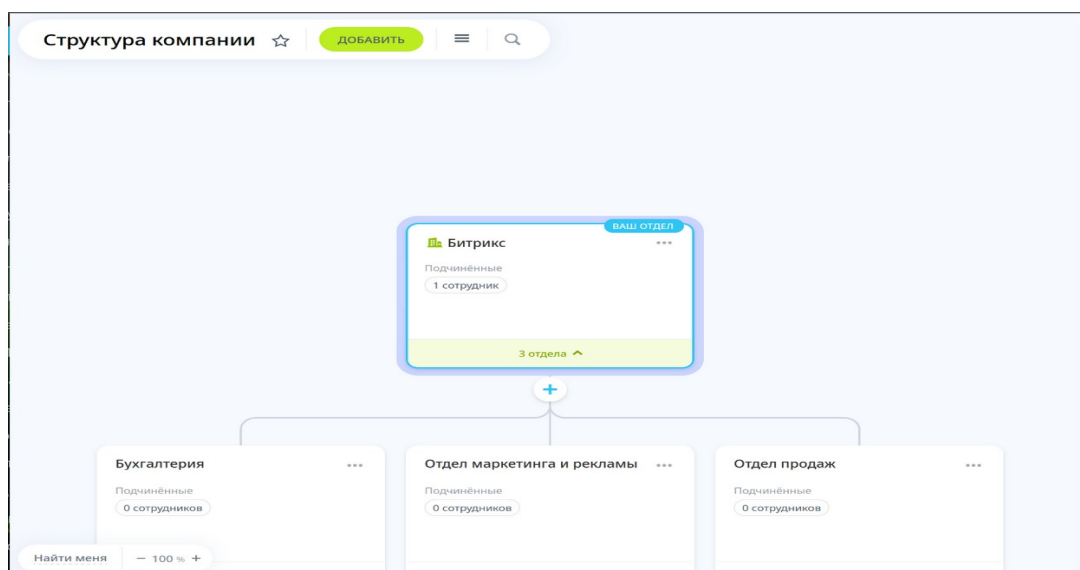 Структура компании
ДОБАВИТЬ
ВАШ ОТДЕЛ
Битрикс
Подчинённые
1 сотрудник
3 отдела
Бухгалтерия
Подчинённые
0 сотрудников
Отдел маркетинга и рекламы
Подчинённые
0 сотрудников
Отдел продаж
Подчинённые
0 сотрудников
Найти меня
− 100 % +